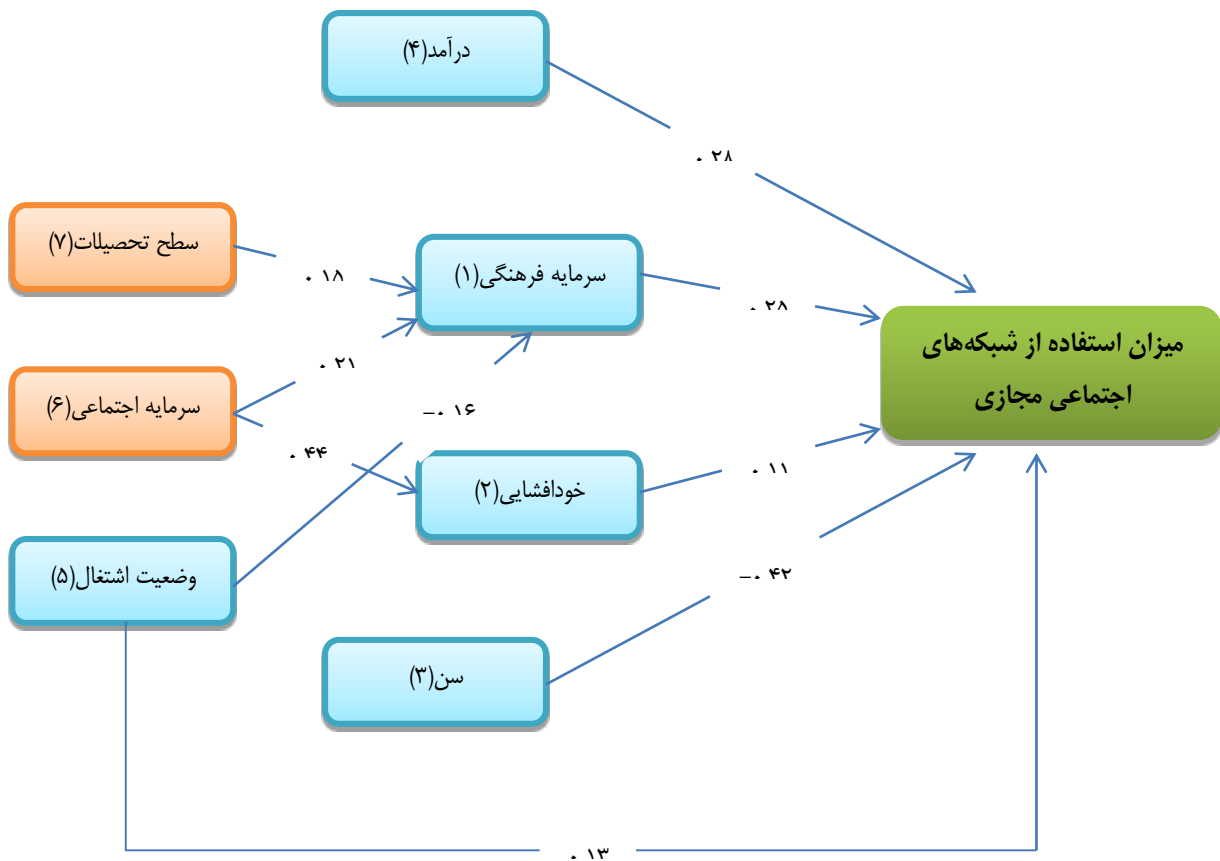 درآمد(۴)
۰.۲۸
سطح تحصیلات(۷)
۰.۱۸
سرمایه فرهنگی(۱)
۰.۲۸
میزان استفاده از شبکه‌های
اجتماعی مجازی
سرمایه اجتماعی(۶)
۰.۲۱
-۰.۱۶
۰.۴۴
خودافشایی(۲)
۰.۱۱
وضعیت اشتغال(۵)
-۰.۴۲
سن(۳)
۰.۱۳